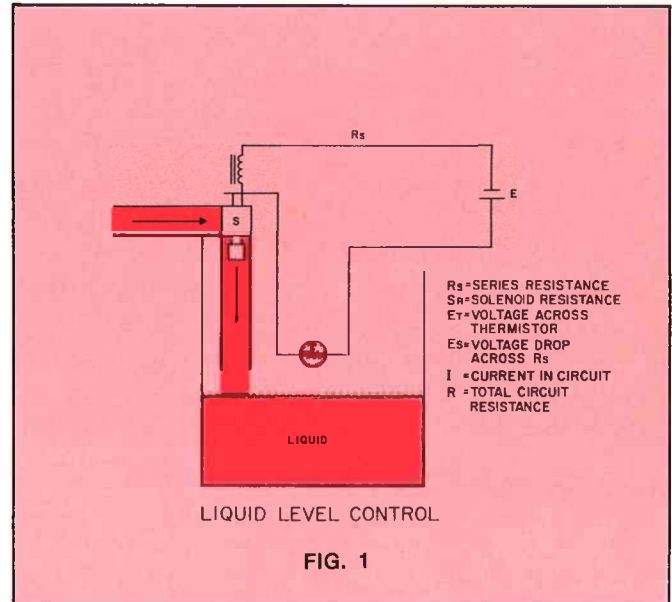 Rs
E
S
Rs=SERIES RESISTANCE
SR=SOLENOID RESISTANCE
ET=VOLTAGE ACROSS
THERMISTOR
ES=VOLTAGE DROP
ACROSS Rs
I =CURRENT IN CIRCUIT
R =TOTAL CIRCUIT
RESISTANCE
LIQUID
LIQUID LEVEL CONTROL
FIG. 1